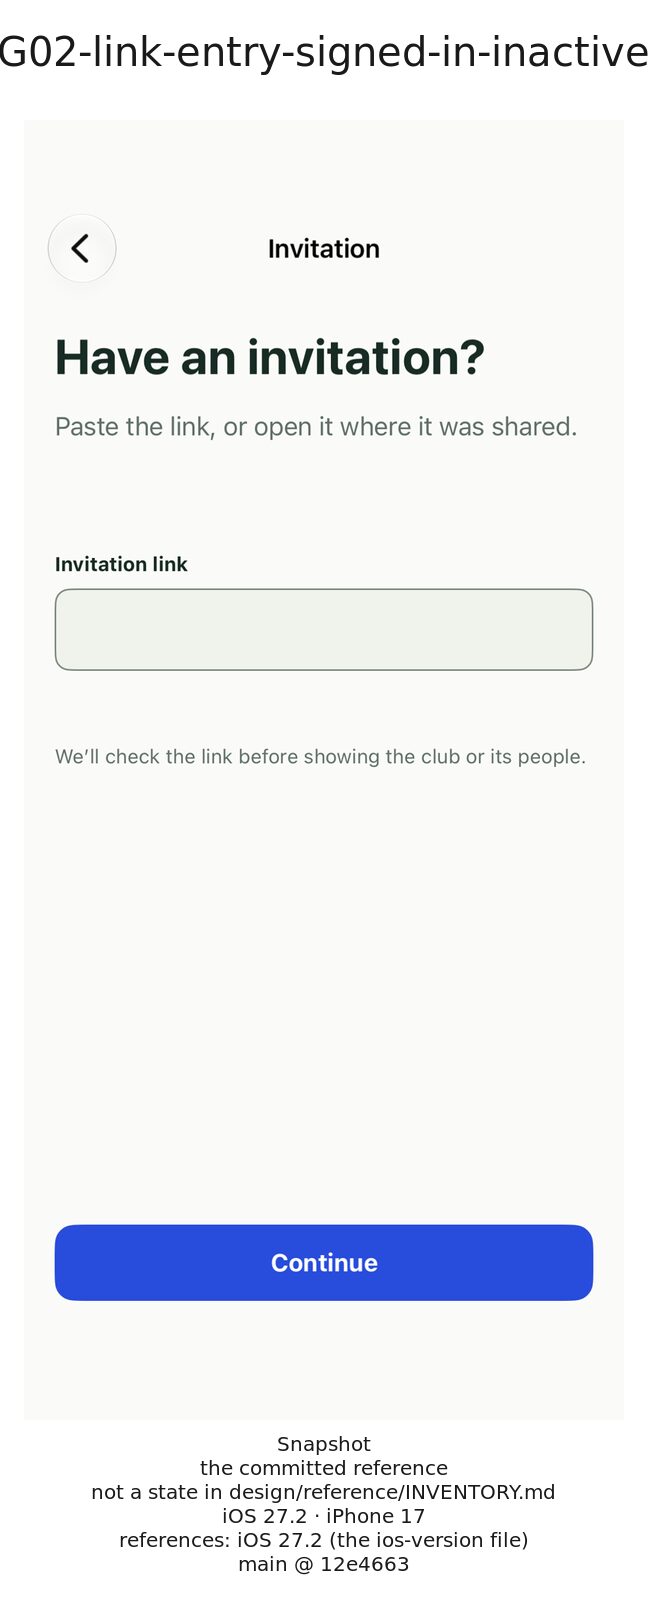 G02-link-entry-signed-in-inactive
Invitation
Have an invitation?
Paste the link, or open it where it was shared.
Invitation link
We’ll check the link before showing the club or its people.
Continue
Snapshot
the committed reference
not a state in design/reference/INVENTORY.md
iOS 27.2 · iPhone 17
references: iOS 27.2 (the ios-version file)
main @ 12e4663